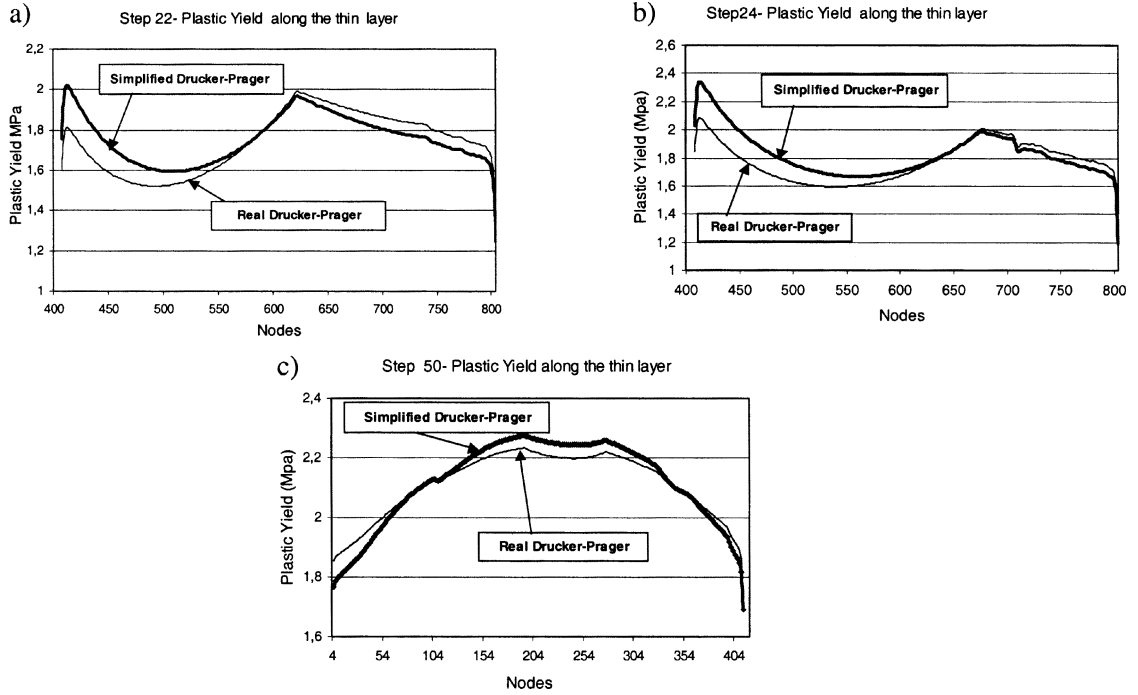 a)
Step 22- Plastic Yield along the thin layer
2,2
2
1,8
1,6
1,4
1,2
1
Plastic Yield MPa
Simplified Drucker-Prager
Real Drucker-Prager
400 450 500 550 600 650 700 750 800
Nodes
b)
Step24- Plastic Yield along the thin layer
2,6
2,4
2,2
2
1,8
1,6
1,4
1,2
1
Plastic Yield (Mpa)
Simplified Drucker-Prager
Real Drucker-Prager
400 450 500 550 600 650 700 750 800
Nodes
c)
Step 50- Plastic Yield along the thin layer
2,4
2,2
2
1,8
1,6
Plastic Yield (Mpa)
Simplified Drucker-Prager
Real Drucker-Prager
4 54 104 154 204 254 304 354 404
Nodes